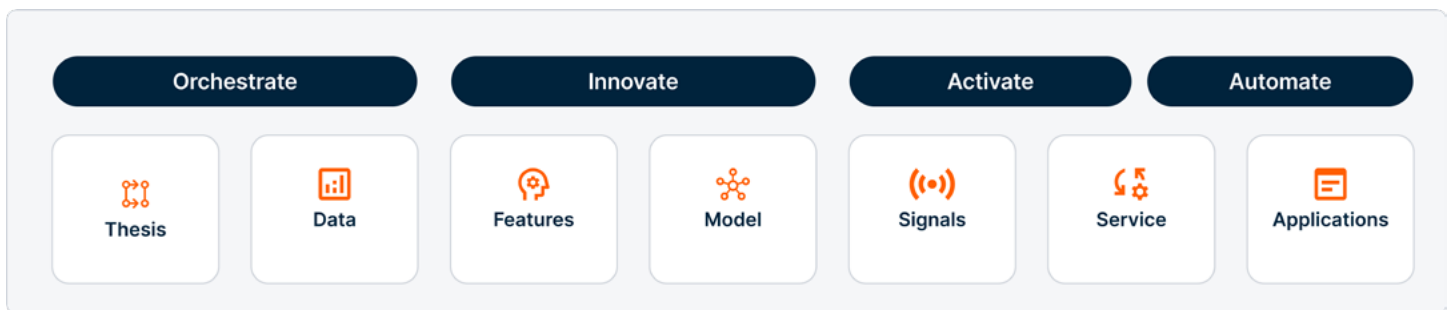 Orchestrate
Innovate
Activate
Automate
Thesis
Data
Features
Model
Signals
Service
Applications